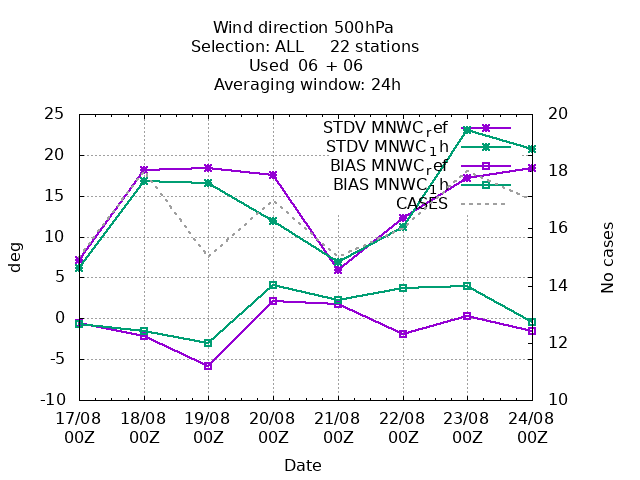 Wind direction 500hPa
Selection: ALL 22 stations
Used 06 + 06
Averaging window: 24h
25
20
15
10
5
0
-5
-10
deg
20
18
16
14
12
10
No cases
STDV MNWC_ref
STDV MNWC_1h
BIAS MNWC_ref
BIAS MNWC_1h
CASES
17/08 18/08 19/08 20/08 21/08 22/08 23/08 24/08
00Z 00Z 00Z 00Z 00Z 00Z 00Z 00Z
Date